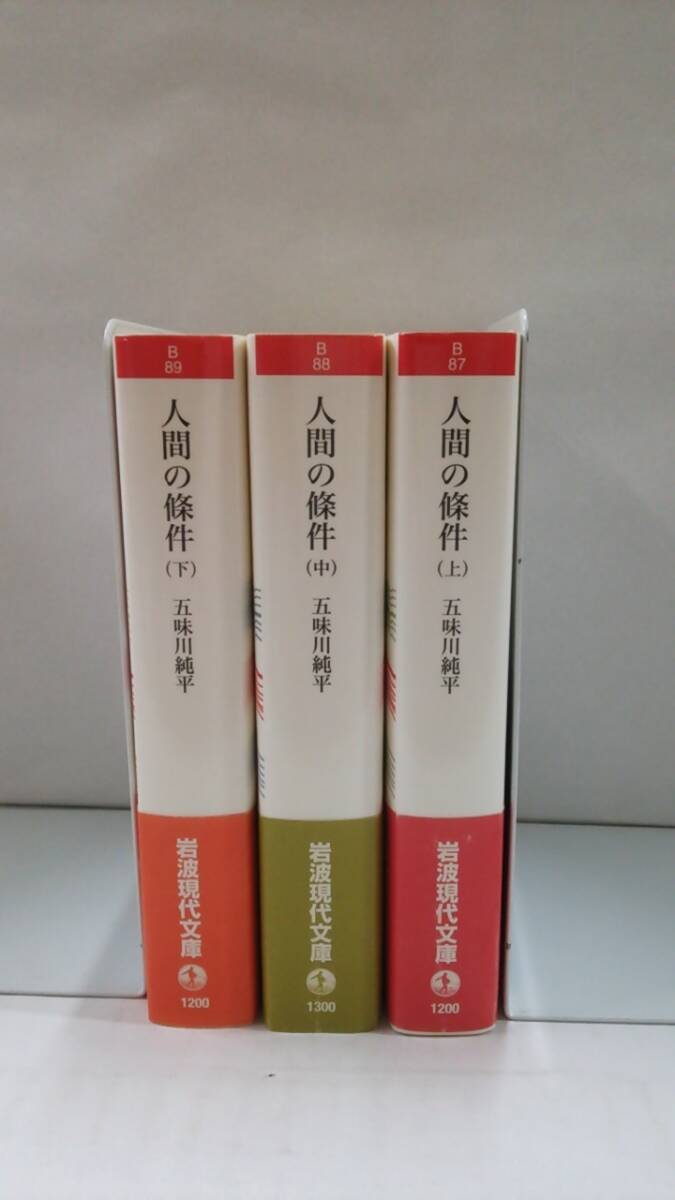 B
89
人間の條件
(下)
五味川純平
岩波現代文庫
1200
B
88
人間の條件
(中)
五味川純平
岩波現代文庫
1300
B
87
人間の條件
(上)
五味川純平
岩波現代文庫
1200